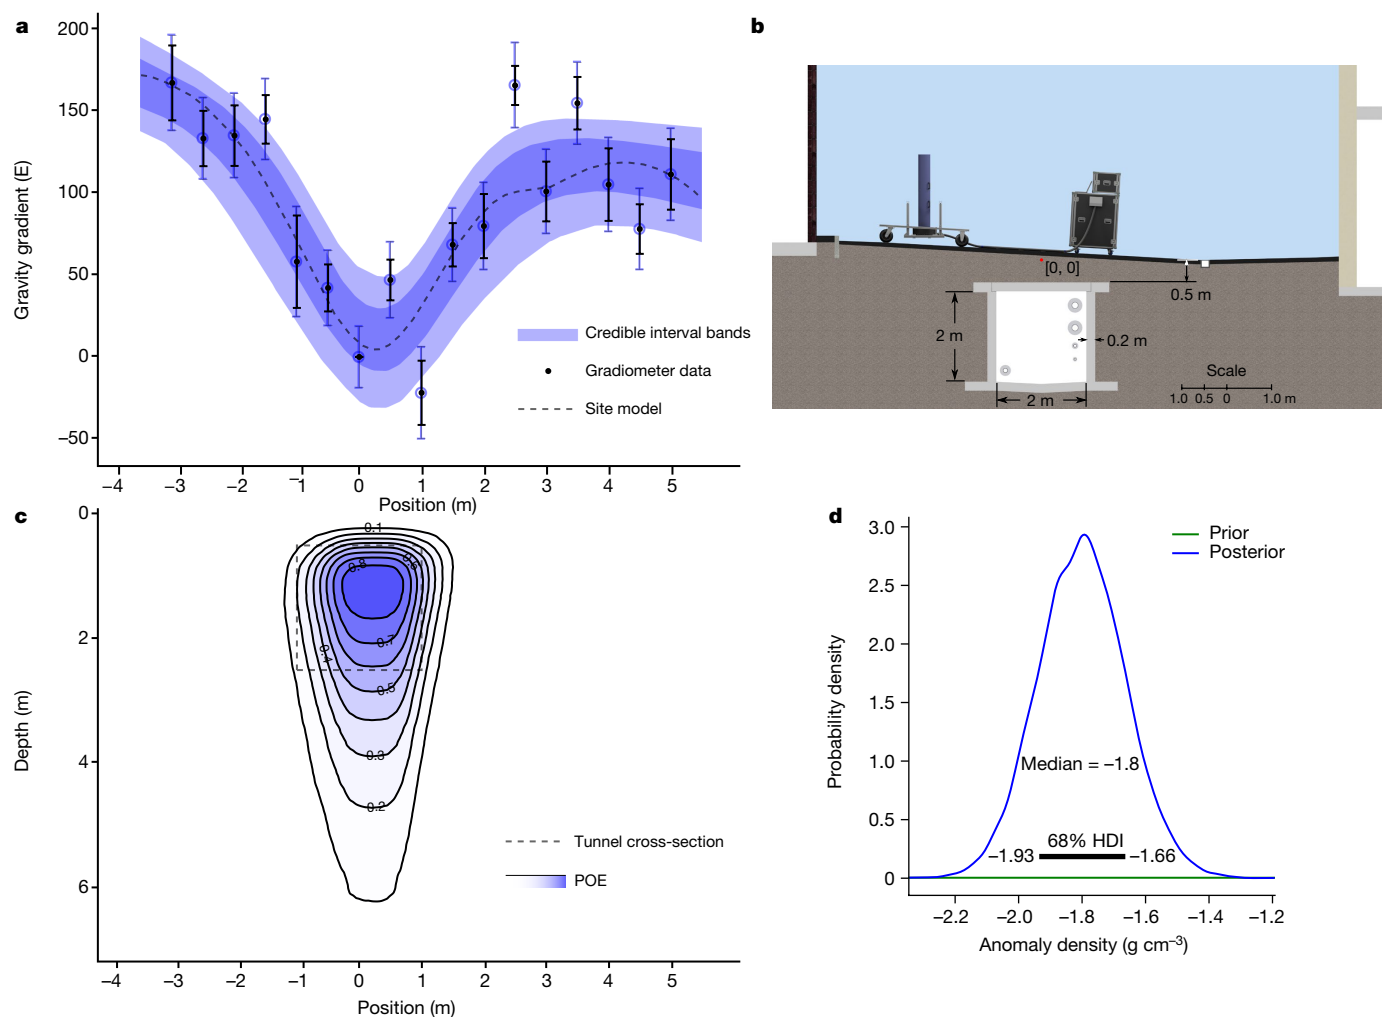 a
200
150
100
50
0
−50
Gravity gradient (E)
Credible interval bands
Gradiometer data
Site model
−4
−3
−2
−1
0
1
2
3
4
5
Position (m)
b
[0, 0]
0.5 m
2 m
0.2 m
2 m
Scale
1.0 0.5 0 1.0 m
c
0
2
4
6
Depth (m)
0.1
0.8
0.6
0.7
0.4
0.5
0.3
0.2
Tunnel cross-section
POE
−4
−3
−2
−1
0
1
2
3
4
5
Position (m)
d
3.0
2.5
2.0
1.5
1.0
0.5
0
Probability density
Prior
Posterior
Median = −1.8
68% HDI
−1.93
−1.66
−2.2
−2.0
−1.8
−1.6
−1.4
−1.2
Anomaly density (g cm⁻³)